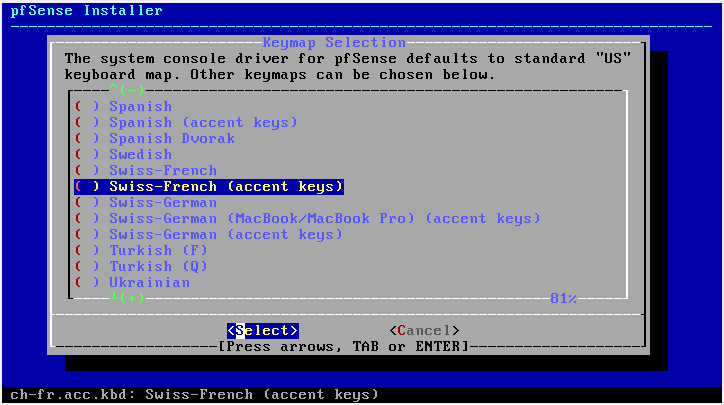 pfSense Installer
Keymap Selection
The system console driver for pfSense defaults to standard "US"
keyboard map. Other keymaps can be chosen below.
^(-)
( ) Spanish
( ) Spanish (accent keys)
( ) Spanish Dvorak
( ) Swedish
( ) Swiss-French
( ) Swiss-French (accent keys)
( ) Swiss-German
( ) Swiss-German (MacBook/MacBook Pro) (accent keys)
( ) Swiss-German (accent keys)
( ) Turkish (F)
( ) Turkish (Q)
( ) Ukrainian
┴(+) 81%
<Select> <Cancel>
[Press arrows, TAB or ENTER]
ch-fr.acc.kbd: Swiss-French (accent keys)